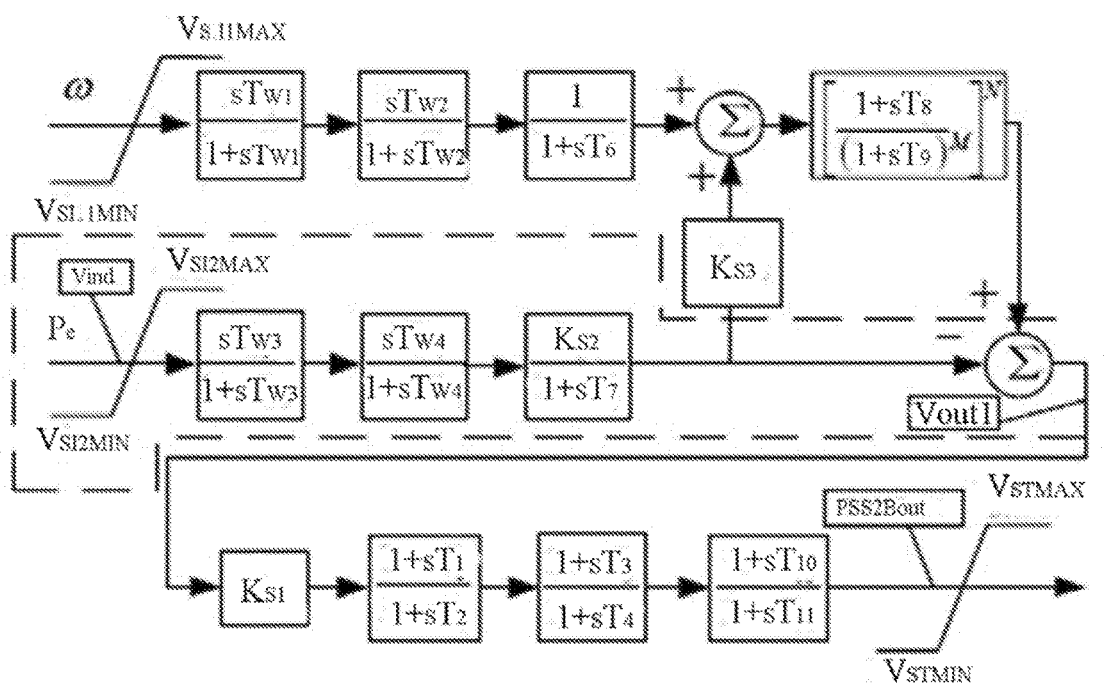 VSI1MAX
ω
sTW1
1+sTW1
sTW2
1+sTW2
1
1+sT6
+
Σ
+
[1+sT8
(1+sT9)M]N
VSI.1MIN
KS3
Vind
VSI2MAX
Pe
sTW3
1+sTW3
sTW4
1+sTW4
KS2
1+sT7
+
−
Σ
VSI2MIN
Vout1
KS1
1+sT1
1+sT2
1+sT3
1+sT4
1+sT10
1+sT11
PSS2Bout
VSTMAX
VSTMIN